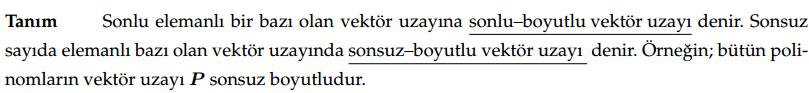 Tanım Sonlu elemanlı bir bazı olan vektör uzayına sonlu–boyutlu vektör uzayı denir. Sonsuz
sayıda elemanlı bazı olan vektör uzayında sonsuz–boyutlu vektör uzayı denir. Örneğin; bütün poli-
nomların vektör uzayı P sonsuz boyutludur.